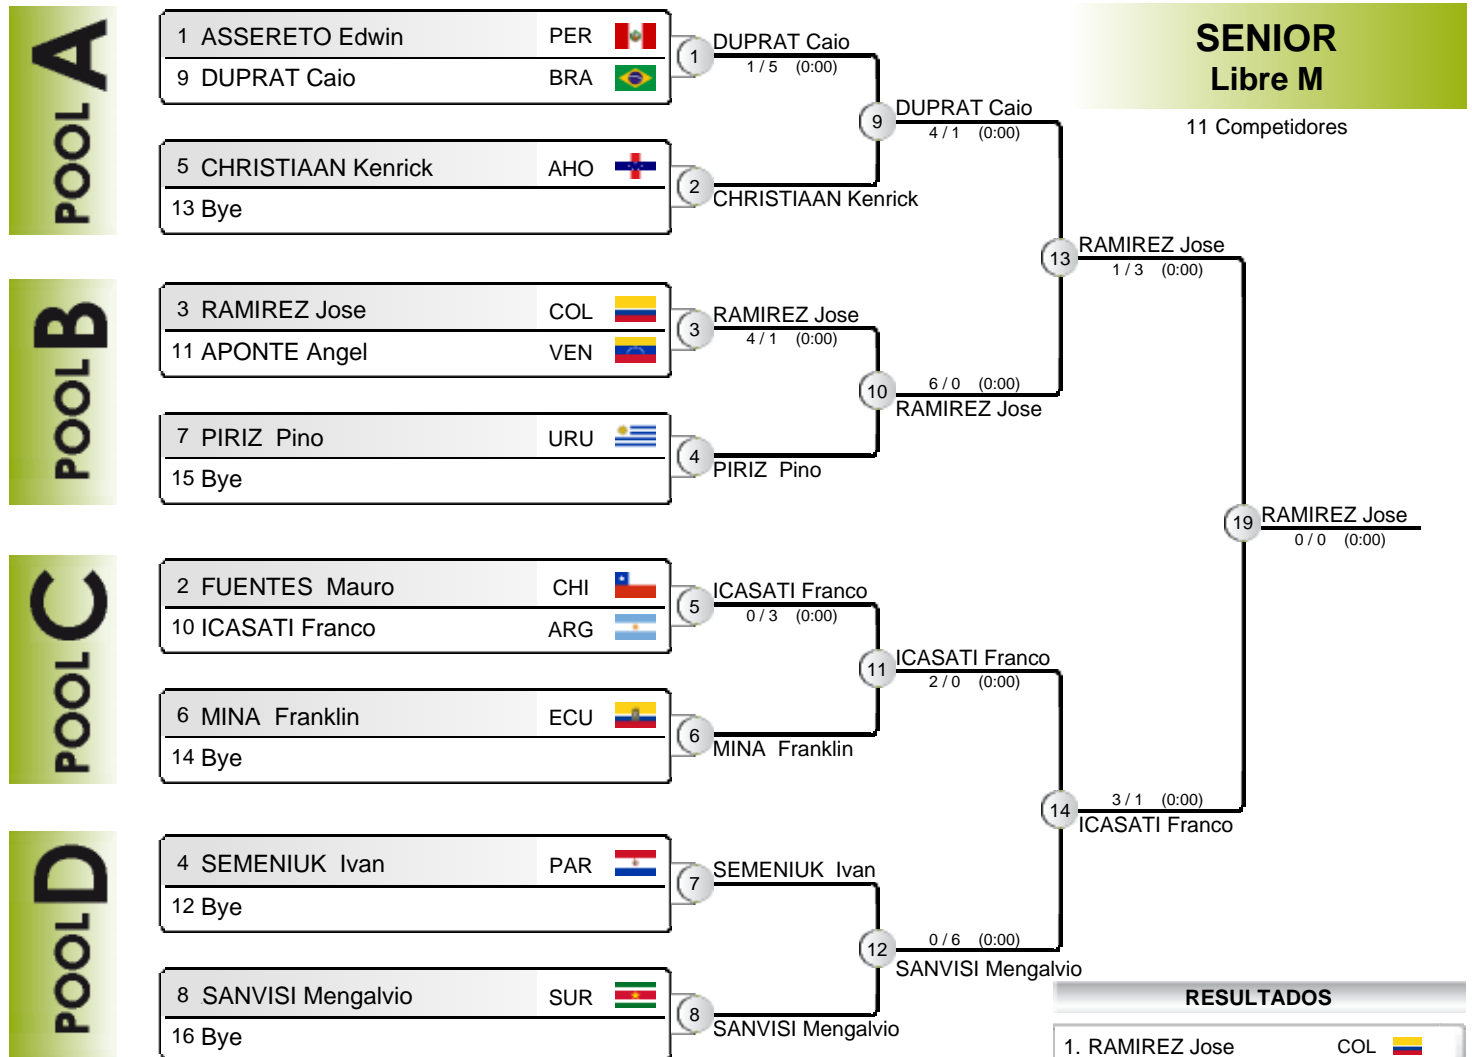 SENIOR
Libre M
11 Competidores
POOL A
1 ASSERETO Edwin PER
9 DUPRAT Caio BRA
1 DUPRAT Caio
1 / 5 (0:00)
5 CHRISTIAAN Kenrick AHO
13 Bye
2 CHRISTIAAN Kenrick
9 DUPRAT Caio
4 / 1 (0:00)
POOL B
3 RAMIREZ Jose COL
11 APONTE Angel VEN
3 RAMIREZ Jose
4 / 1 (0:00)
7 PIRIZ Pino URU
15 Bye
4 PIRIZ Pino
10 6 / 0 (0:00)
RAMIREZ Jose
13 RAMIREZ Jose
1 / 3 (0:00)
POOL C
2 FUENTES Mauro CHI
10 ICASATI Franco ARG
5 ICASATI Franco
0 / 3 (0:00)
6 MINA Franklin ECU
14 Bye
6 MINA Franklin
11 ICASATI Franco
2 / 0 (0:00)
POOL D
4 SEMENIUK Ivan PAR
12 Bye
7 SEMENIUK Ivan
8 SANVISI Mengalvio SUR
16 Bye
8 SANVISI Mengalvio
12 0 / 6 (0:00)
SANVISI Mengalvio
14 3 / 1 (0:00)
ICASATI Franco
19 RAMIREZ Jose
0 / 0 (0:00)
RESULTADOS
1. RAMIREZ Jose COL